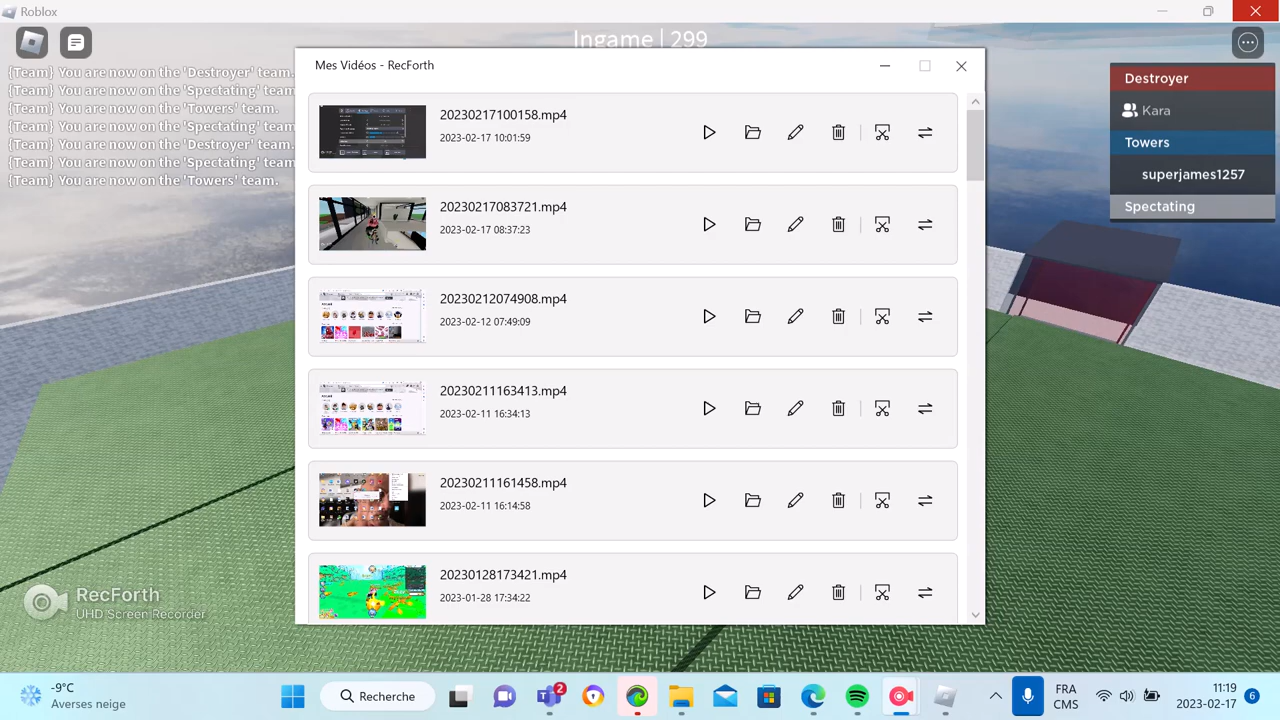 Roblox
Ingame | 299
{Team} You are now on the 'Destroyer' team.
{Team} You are now on the 'Spectating' team
{Team} You are now on the 'Towers' team.
{Team} You are now on the 'Spectating' team
{Team} You are now on the 'Destroyer' team.
{Team} You are now on the 'Spectating' team
{Team} You are now on the 'Towers' team.
Mes Vidéos - RecForth
20230217100158.mp4
2023-02-17 10:01:59
20230217083721.mp4
2023-02-17 08:37:23
20230212074908.mp4
2023-02-12 07:49:09
20230211163413.mp4
2023-02-11 16:34:13
20230211161458.mp4
2023-02-11 16:14:58
20230128173421.mp4
2023-01-28 17:34:22
Destroyer
Kara
Towers
superjames1257
Spectating
RecForth
UHD Screen Recorder
-9°C
Averses neige
Recherche
2
FRA
CMS
11:19
2023-02-17
6